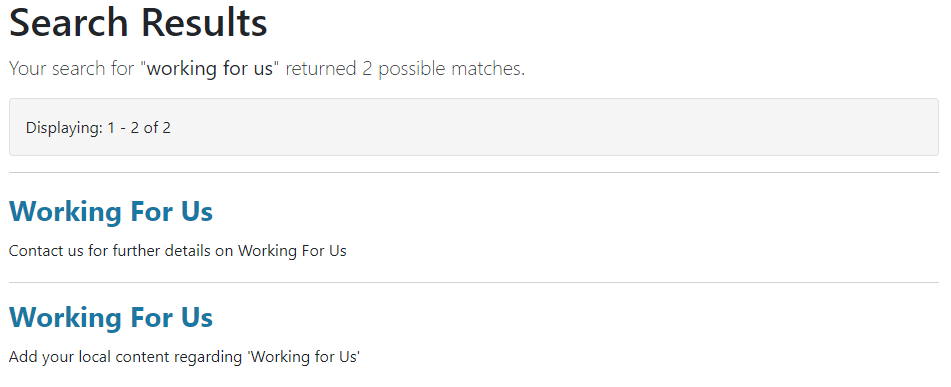 Search Results
Your search for "working for us" returned 2 possible matches.
Displaying: 1 - 2 of 2
Working For Us
Contact us for further details on Working For Us
Working For Us
Add your local content regarding 'Working for Us'